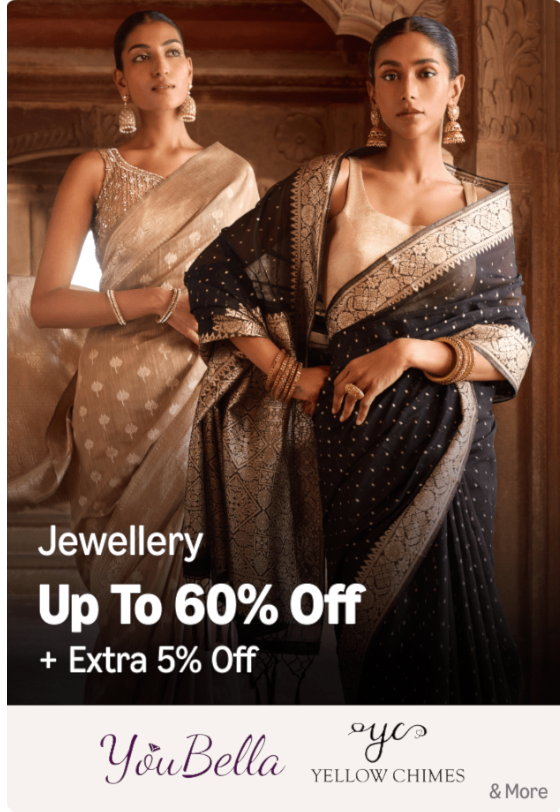 Jewellery
Up To 60% Off
+ Extra 5% Off
YouBella
yc
YELLOW CHIMES
& More